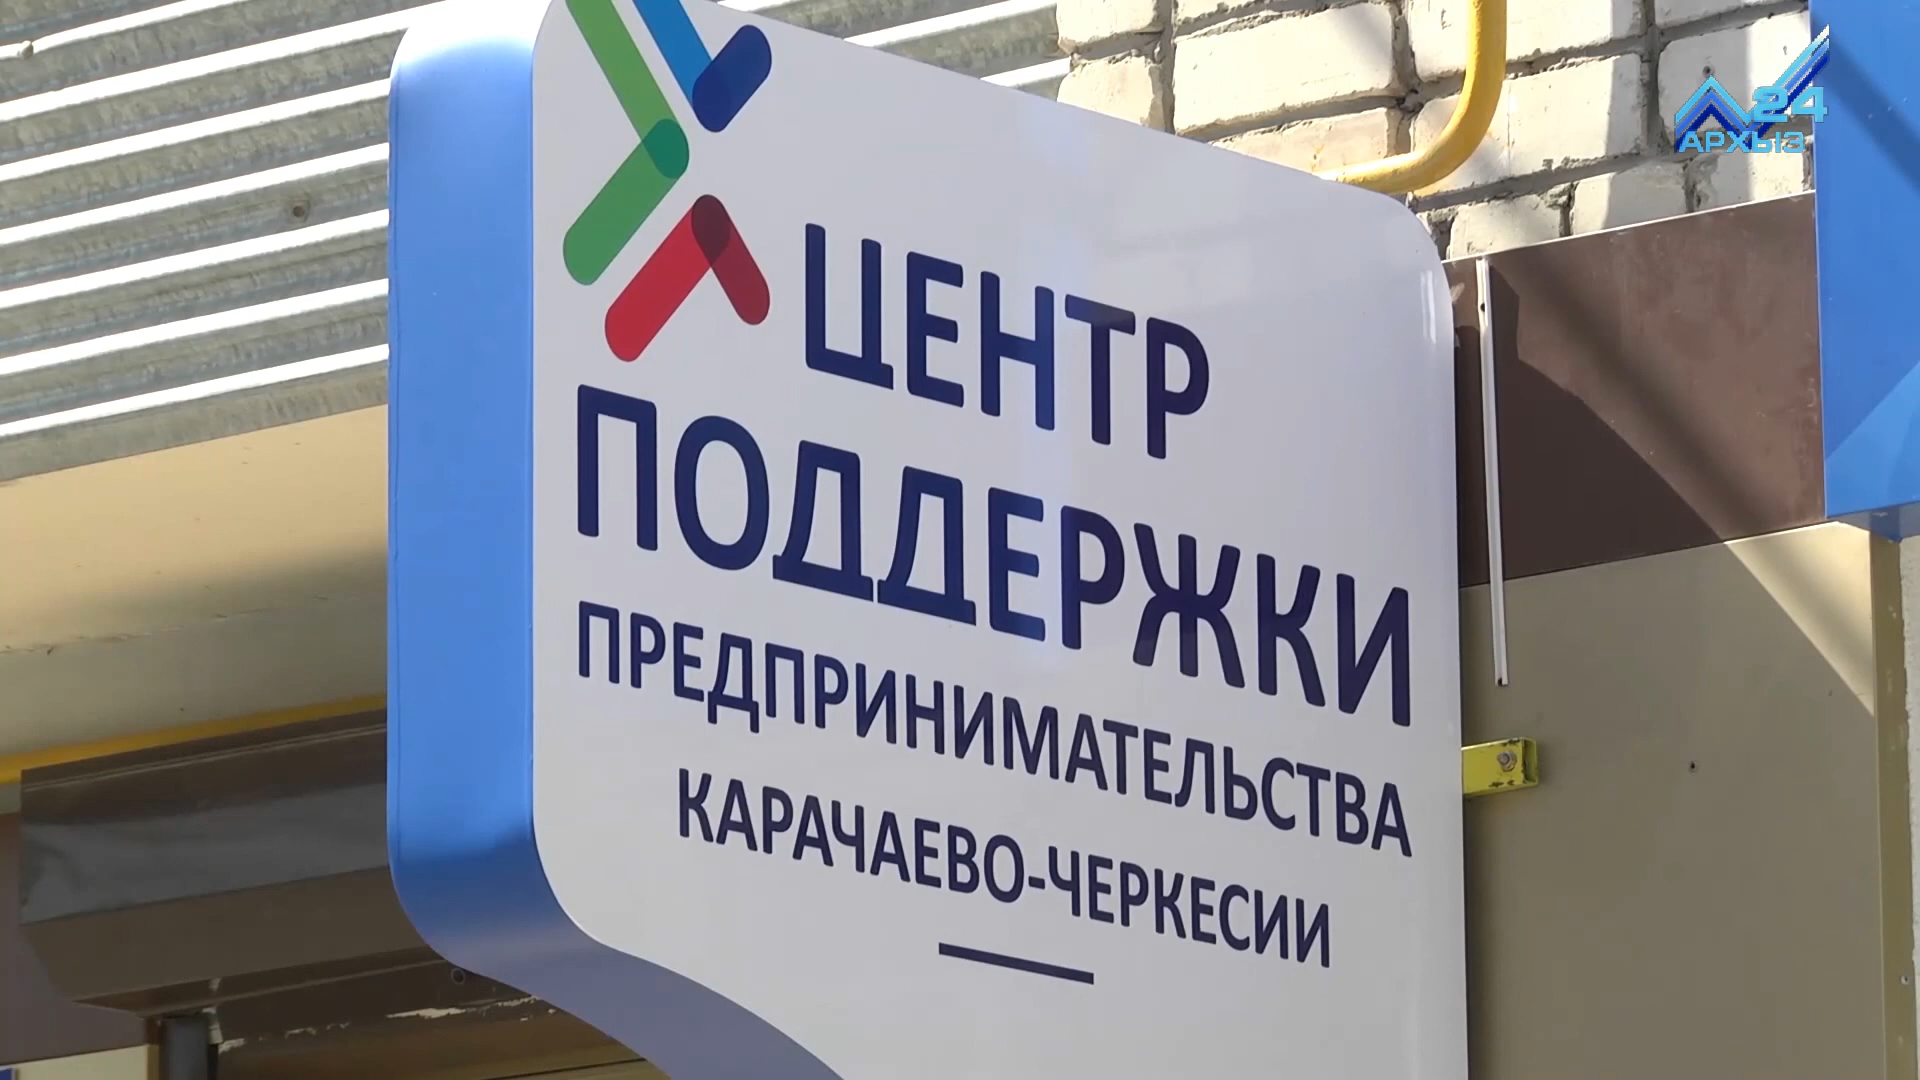 24
АРХЫЗ
ЦЕНТР
ПОДДЕРЖКИ
ПРЕДПРИНИМАТЕЛЬСТВА
КАРАЧАЕВО-ЧЕРКЕСИИ